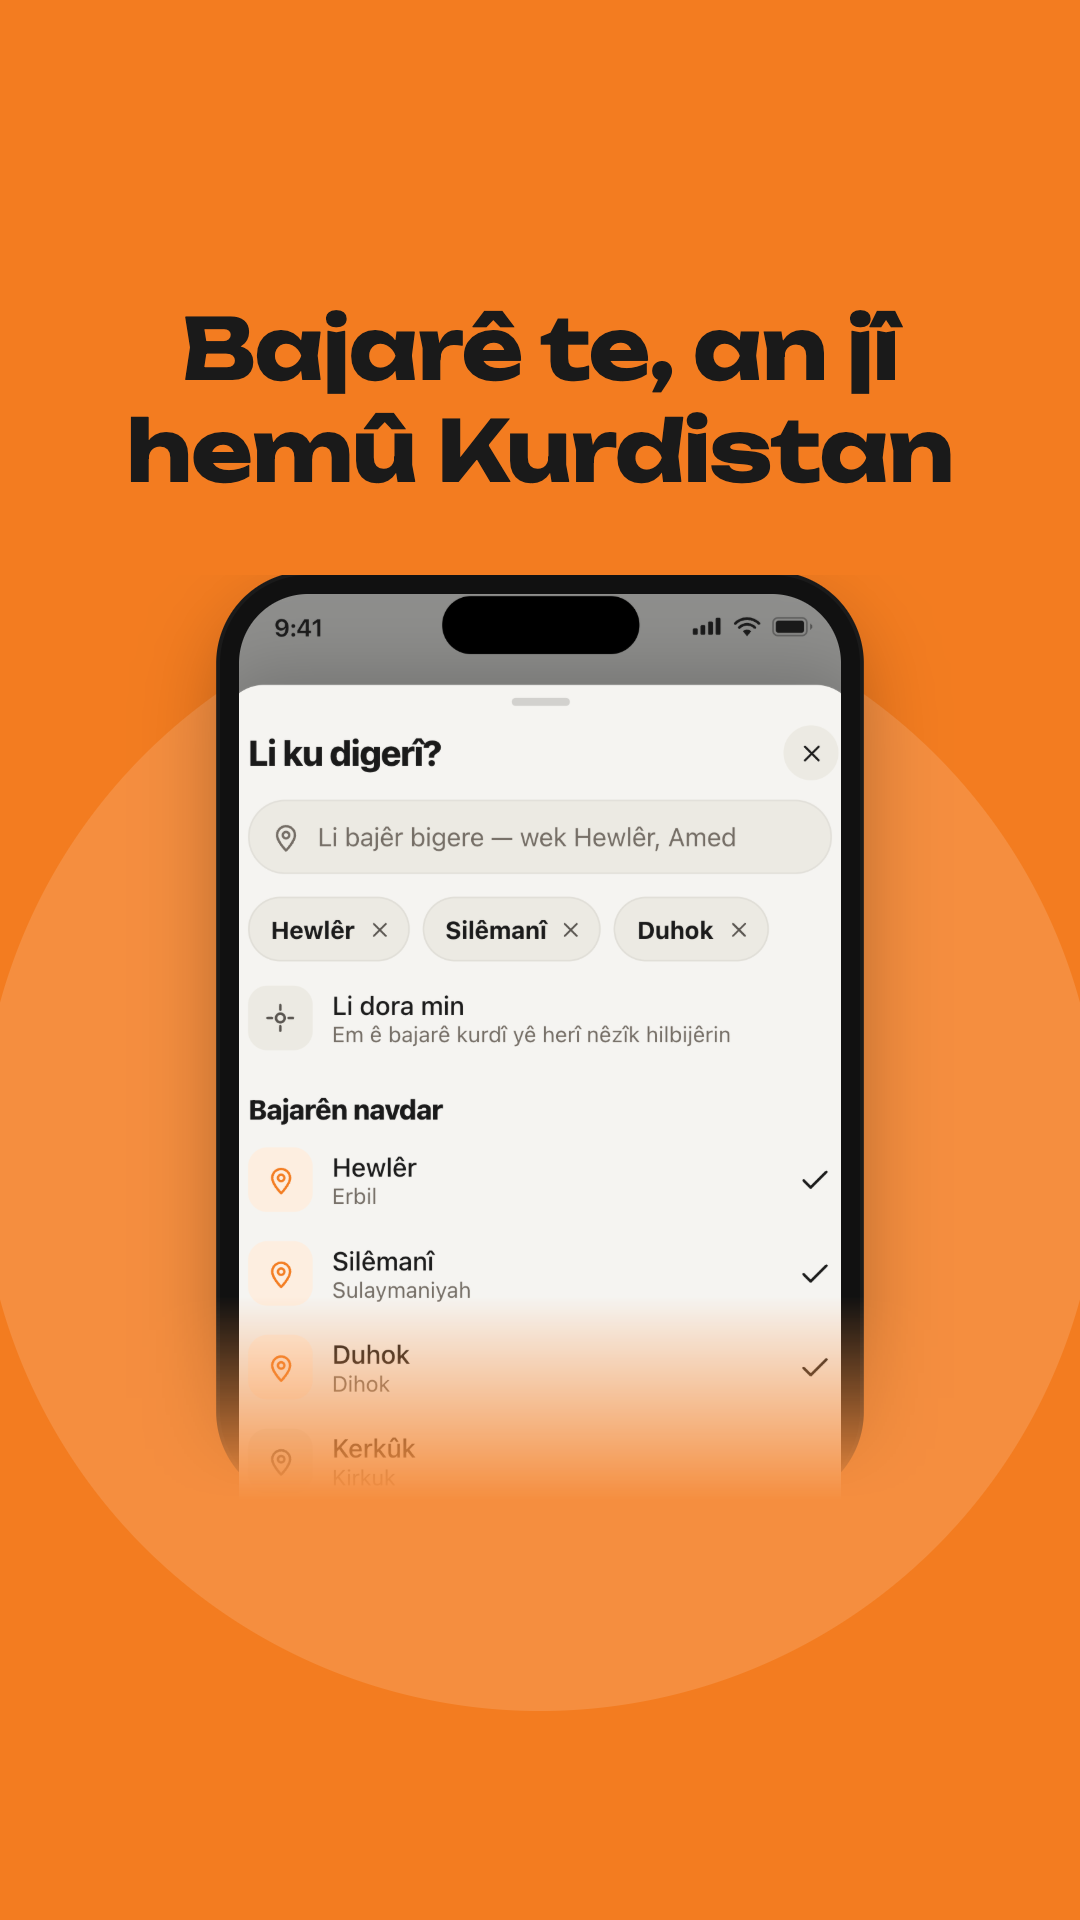 Bajarê te, an jî
hemû Kurdistan
9:41
Li ku digerî?
Li bajêr bigere — wek Hewlêr, Amed
Hewlêr
Silêmanî
Duhok
Li dora min
Em ê bajarê kurdî yê herî nêzîk hilbijêrin
Bajarên navdar
Hewlêr
Erbil
Silêmanî
Sulaymaniyah
Duhok
Dihok
Kerkûk
Kirkuk